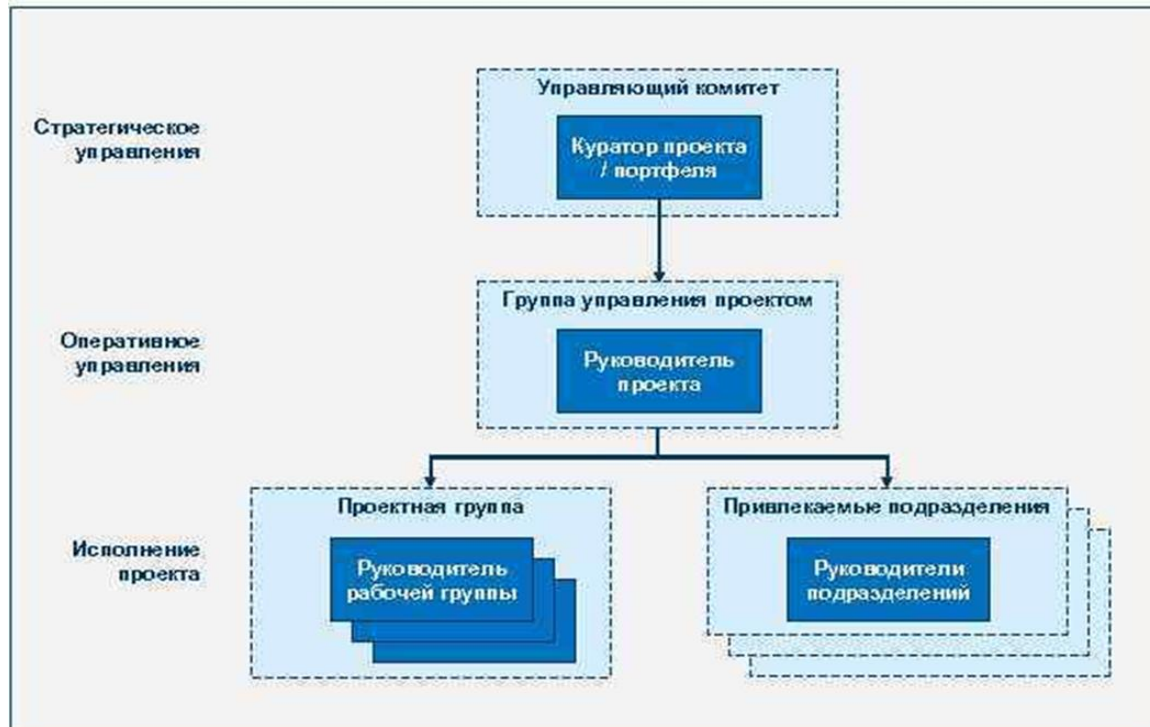 Управляющий комитет
Стратегическое
управления
Куратор проекта
/ портфеля
Группа управления проектом
Оперативное
управления
Руководитель
проекта
Проектная группа
Привлекаемые подразделения
Исполнение
проекта
Руководитель
рабочей группы
Руководители
подразделений